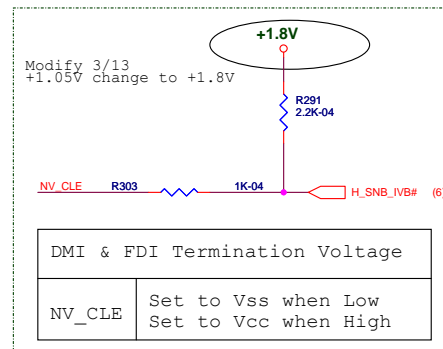 +1.8V
Modify 3/13
+1.05V change to +1.8V
R291
2.2K-04
NV_CLE R303 1K-04 H_SNB_IVB# (6
DMI & FDI Termination Voltage
NV_CLE
Set to Vss when Low
Set to Vcc when High